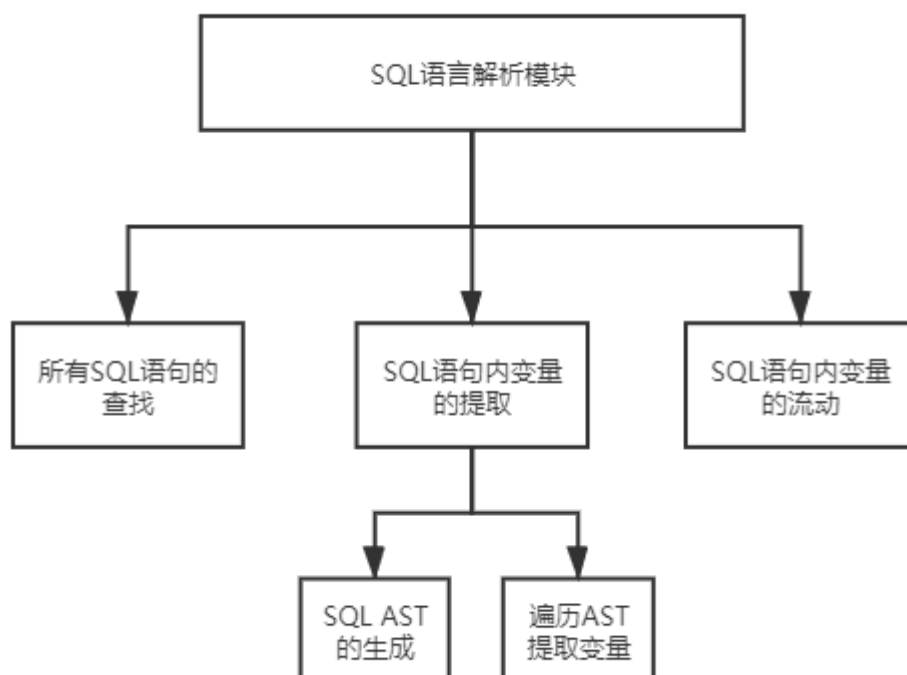 SQL语言解析模块
所有SQL语句的
查找
SQL语句内变量
的提取
SQL语句内变量
的流动
SQL AST
的生成
遍历AST
提取变量